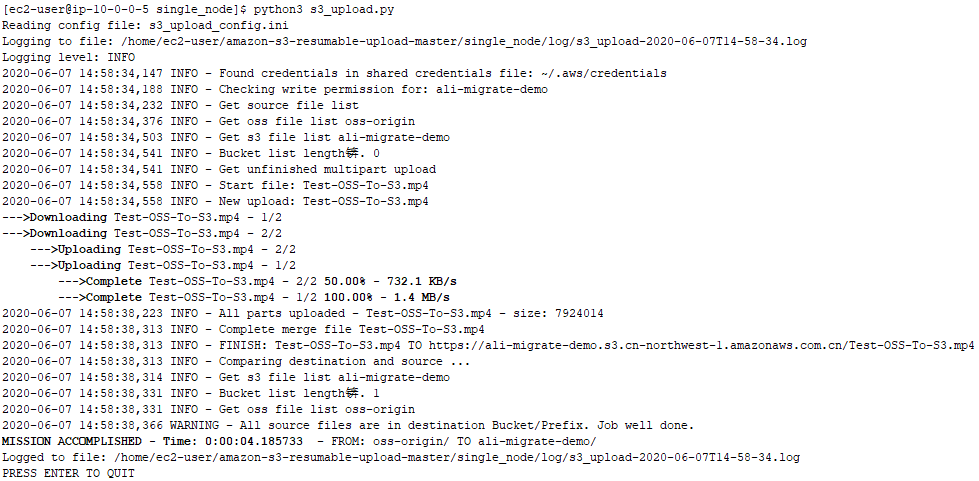 [ec2-user@ip-10-0-0-5 single_node]$ python3 s3_upload.py
Reading config file: s3_upload_config.ini
Logging to file: /home/ec2-user/amazon-s3-resumable-upload-master/single_node/log/s3_upload-2020-06-07T14-58-34.log
Logging level: INFO
2020-06-07 14:58:34,147 INFO - Found credentials in shared credentials file: ~/.aws/credentials
2020-06-07 14:58:34,188 INFO - Checking write permission for: ali-migrate-demo
2020-06-07 14:58:34,232 INFO - Get source file list
2020-06-07 14:58:34,376 INFO - Get oss file list oss-origin
2020-06-07 14:58:34,503 INFO - Get s3 file list ali-migrate-demo
2020-06-07 14:58:34,541 INFO - Bucket list length锛. 0
2020-06-07 14:58:34,541 INFO - Get unfinished multipart upload
2020-06-07 14:58:34,558 INFO - Start file: Test-OSS-To-S3.mp4
2020-06-07 14:58:34,558 INFO - New upload: Test-OSS-To-S3.mp4
--->Downloading Test-OSS-To-S3.mp4 - 1/2
--->Downloading Test-OSS-To-S3.mp4 - 2/2
--->Uploading Test-OSS-To-S3.mp4 - 2/2
--->Uploading Test-OSS-To-S3.mp4 - 1/2
--->Complete Test-OSS-To-S3.mp4 - 2/2 50.00% - 732.1 KB/s
--->Complete Test-OSS-To-S3.mp4 - 1/2 100.00% - 1.4 MB/s
2020-06-07 14:58:38,223 INFO - All parts uploaded - Test-OSS-To-S3.mp4 - size: 7924014
2020-06-07 14:58:38,313 INFO - Complete merge file Test-OSS-To-S3.mp4
2020-06-07 14:58:38,313 INFO - FINISH: Test-OSS-To-S3.mp4 TO https://ali-migrate-demo.s3.cn-northwest-1.amazonaws.com.cn/Test-OSS-To-S3.mp4
2020-06-07 14:58:38,313 INFO - Comparing destination and source ...
2020-06-07 14:58:38,314 INFO - Get s3 file list ali-migrate-demo
2020-06-07 14:58:38,331 INFO - Bucket list length锛. 1
2020-06-07 14:58:38,331 INFO - Get oss file list oss-origin
2020-06-07 14:58:38,366 WARNING - All source files are in destination Bucket/Prefix. Job well done.
MISSION ACCOMPLISHED - Time: 0:00:04.185733  - FROM: oss-origin/ TO ali-migrate-demo/
Logged to file: /home/ec2-user/amazon-s3-resumable-upload-master/single_node/log/s3_upload-2020-06-07T14-58-34.log
PRESS ENTER TO QUIT